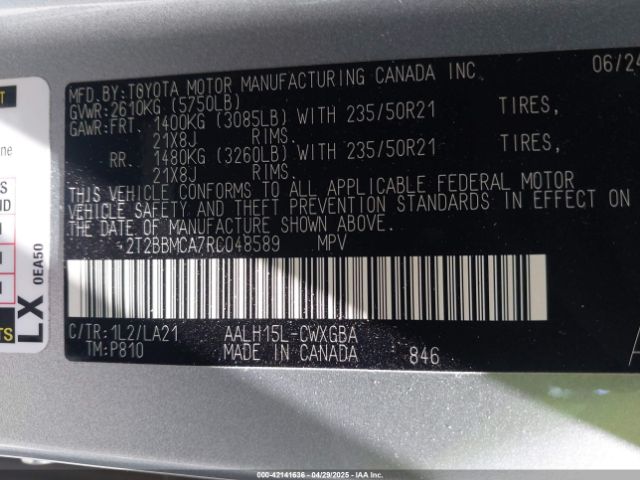 MFD.BY:TOYOTA MOTOR MANUFACTURING CANADA INC. 06/24
GVWR:2610KG (5750LB)
GAWR:FRT. 1400KG (3085LB) WITH 235/50R21 TIRES,
21X8J RIMS.
RR. 1480KG (3260LB) WITH 235/50R21 TIRES,
21X8J RIMS.
THIS VEHICLE CONFORMS TO ALL APPLICABLE FEDERAL MOTOR
VEHICLE SAFETY AND THEFT PREVENTION STANDARDS IN EFFECT ON
THE DATE OF MANUFACTURE SHOWN ABOVE.
2T2BBMCA7RC048589 MPV
C/TR:1L2/LA21 AALH15L-CWXGBA
TM:P810 MADE IN CANADA 846
LX
0EA50
000-42141636 - 04/29/2025 - IAA Inc.